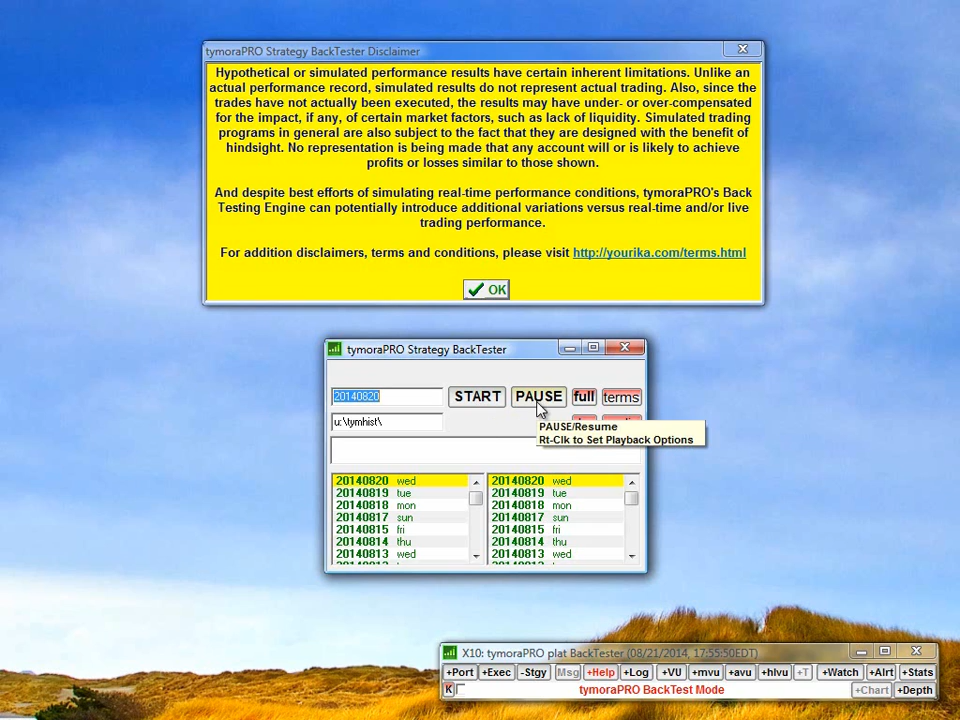 tymoraPRO Strategy BackTester Disclaimer
Hypothetical or simulated performance results have certain inherent limitations. Unlike an
actual performance record, simulated results do not represent actual trading. Also, since the
trades have not actually been executed, the results may have under- or over-compensated
for the impact, if any, of certain market factors, such as lack of liquidity. Simulated trading
programs in general are also subject to the fact that they are designed with the benefit of
hindsight. No representation is being made that any account will or is likely to achieve
profits or losses similar to those shown.
And despite best efforts of simulating real-time performance conditions, tymoraPRO's Back
Testing Engine can potentially introduce additional variations versus real-time and/or live
trading performance.
For addition disclaimers, terms and conditions, please visit http://yourika.com/terms.html
OK
tymoraPRO Strategy BackTester
20140820 START PAUSE full terms
u:\tymhist\
PAUSE/Resume
Rt-Clk to Set Playback Options
20140820 wed 20140820 wed
20140819 tue 20140819 tue
20140818 mon 20140818 mon
20140817 sun 20140817 sun
20140815 fri 20140815 fri
20140814 thu 20140814 thu
20140813 wed 20140813 wed
X10: tymoraPRO plat BackTester (08/21/2014, 17:55:50EDT)
+Port +Exec -Stgy Msg +Help +Log +VU +mvu +avu +hlvu +T +Watch +Alrt +Stats
K tymoraPRO BackTest Mode +Chart +Depth